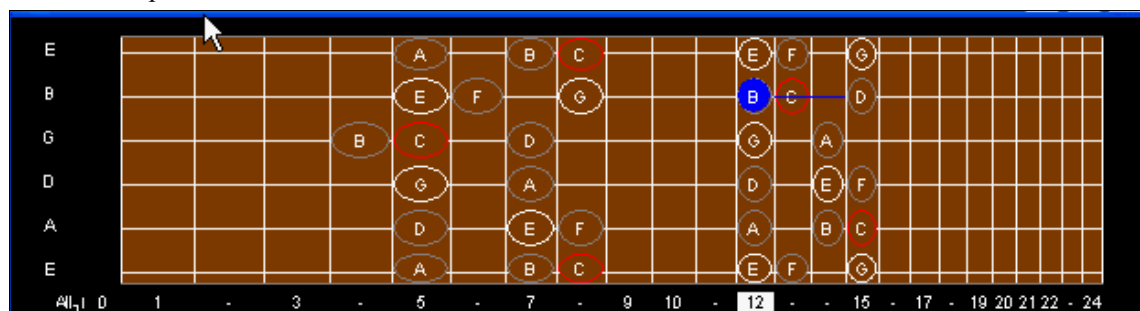 E A B C E F G
B E F G B C D
G B C D G A
D G A D E F
A D E F A B C
E A B C E F G
0 1 - 3 - 5 - 7 - 9 10 - 12 - - 15 - 17 - 19 20 21 22 - 24